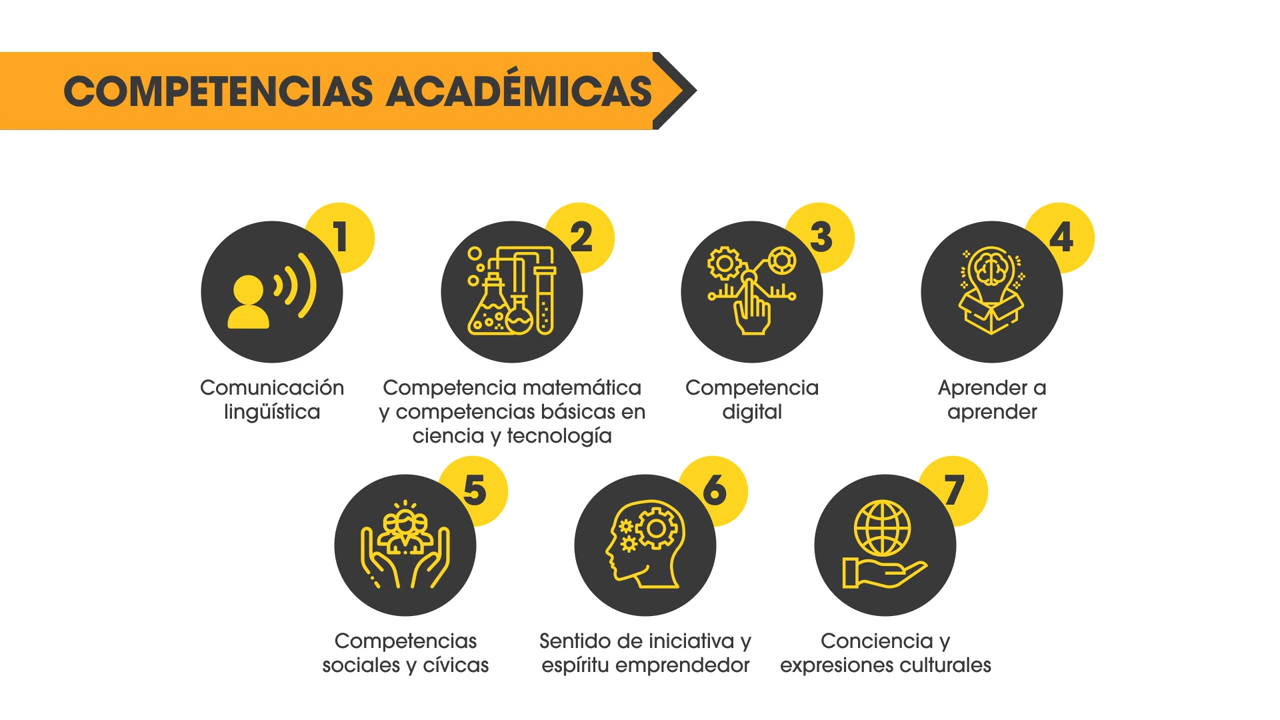 COMPETENCIAS ACADÉMICAS
1
Comunicación
lingüística
2
Competencia matemática
y competencias básicas en
ciencia y tecnología
3
Competencia
digital
4
Aprender a
aprender
5
Competencias
sociales y cívicas
6
Sentido de iniciativa y
espíritu emprendedor
7
Conciencia y
expresiones culturales